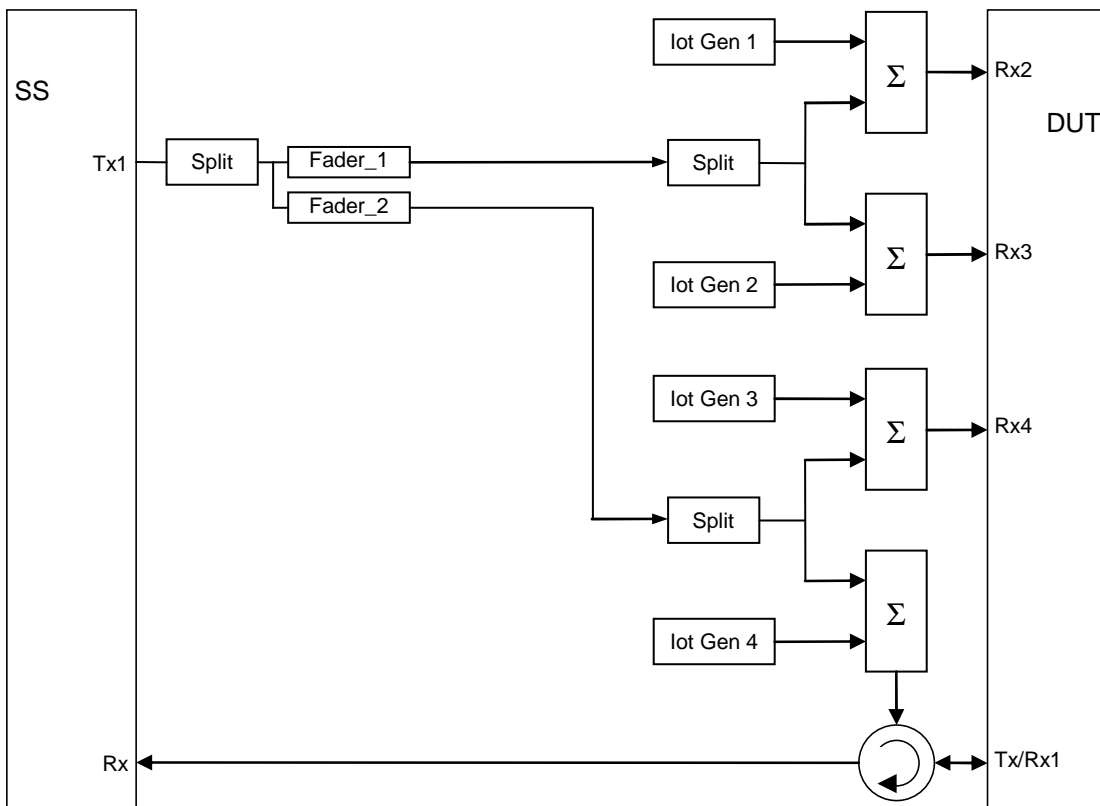 Iot Gen 1
SS
Σ
Rx2
DUT
Tx1
Split
Fader_1
Split
Fader_2
Σ
Rx3
Iot Gen 2
Iot Gen 3
Σ
Rx4
Split
Σ
Iot Gen 4
Rx
Tx/Rx1